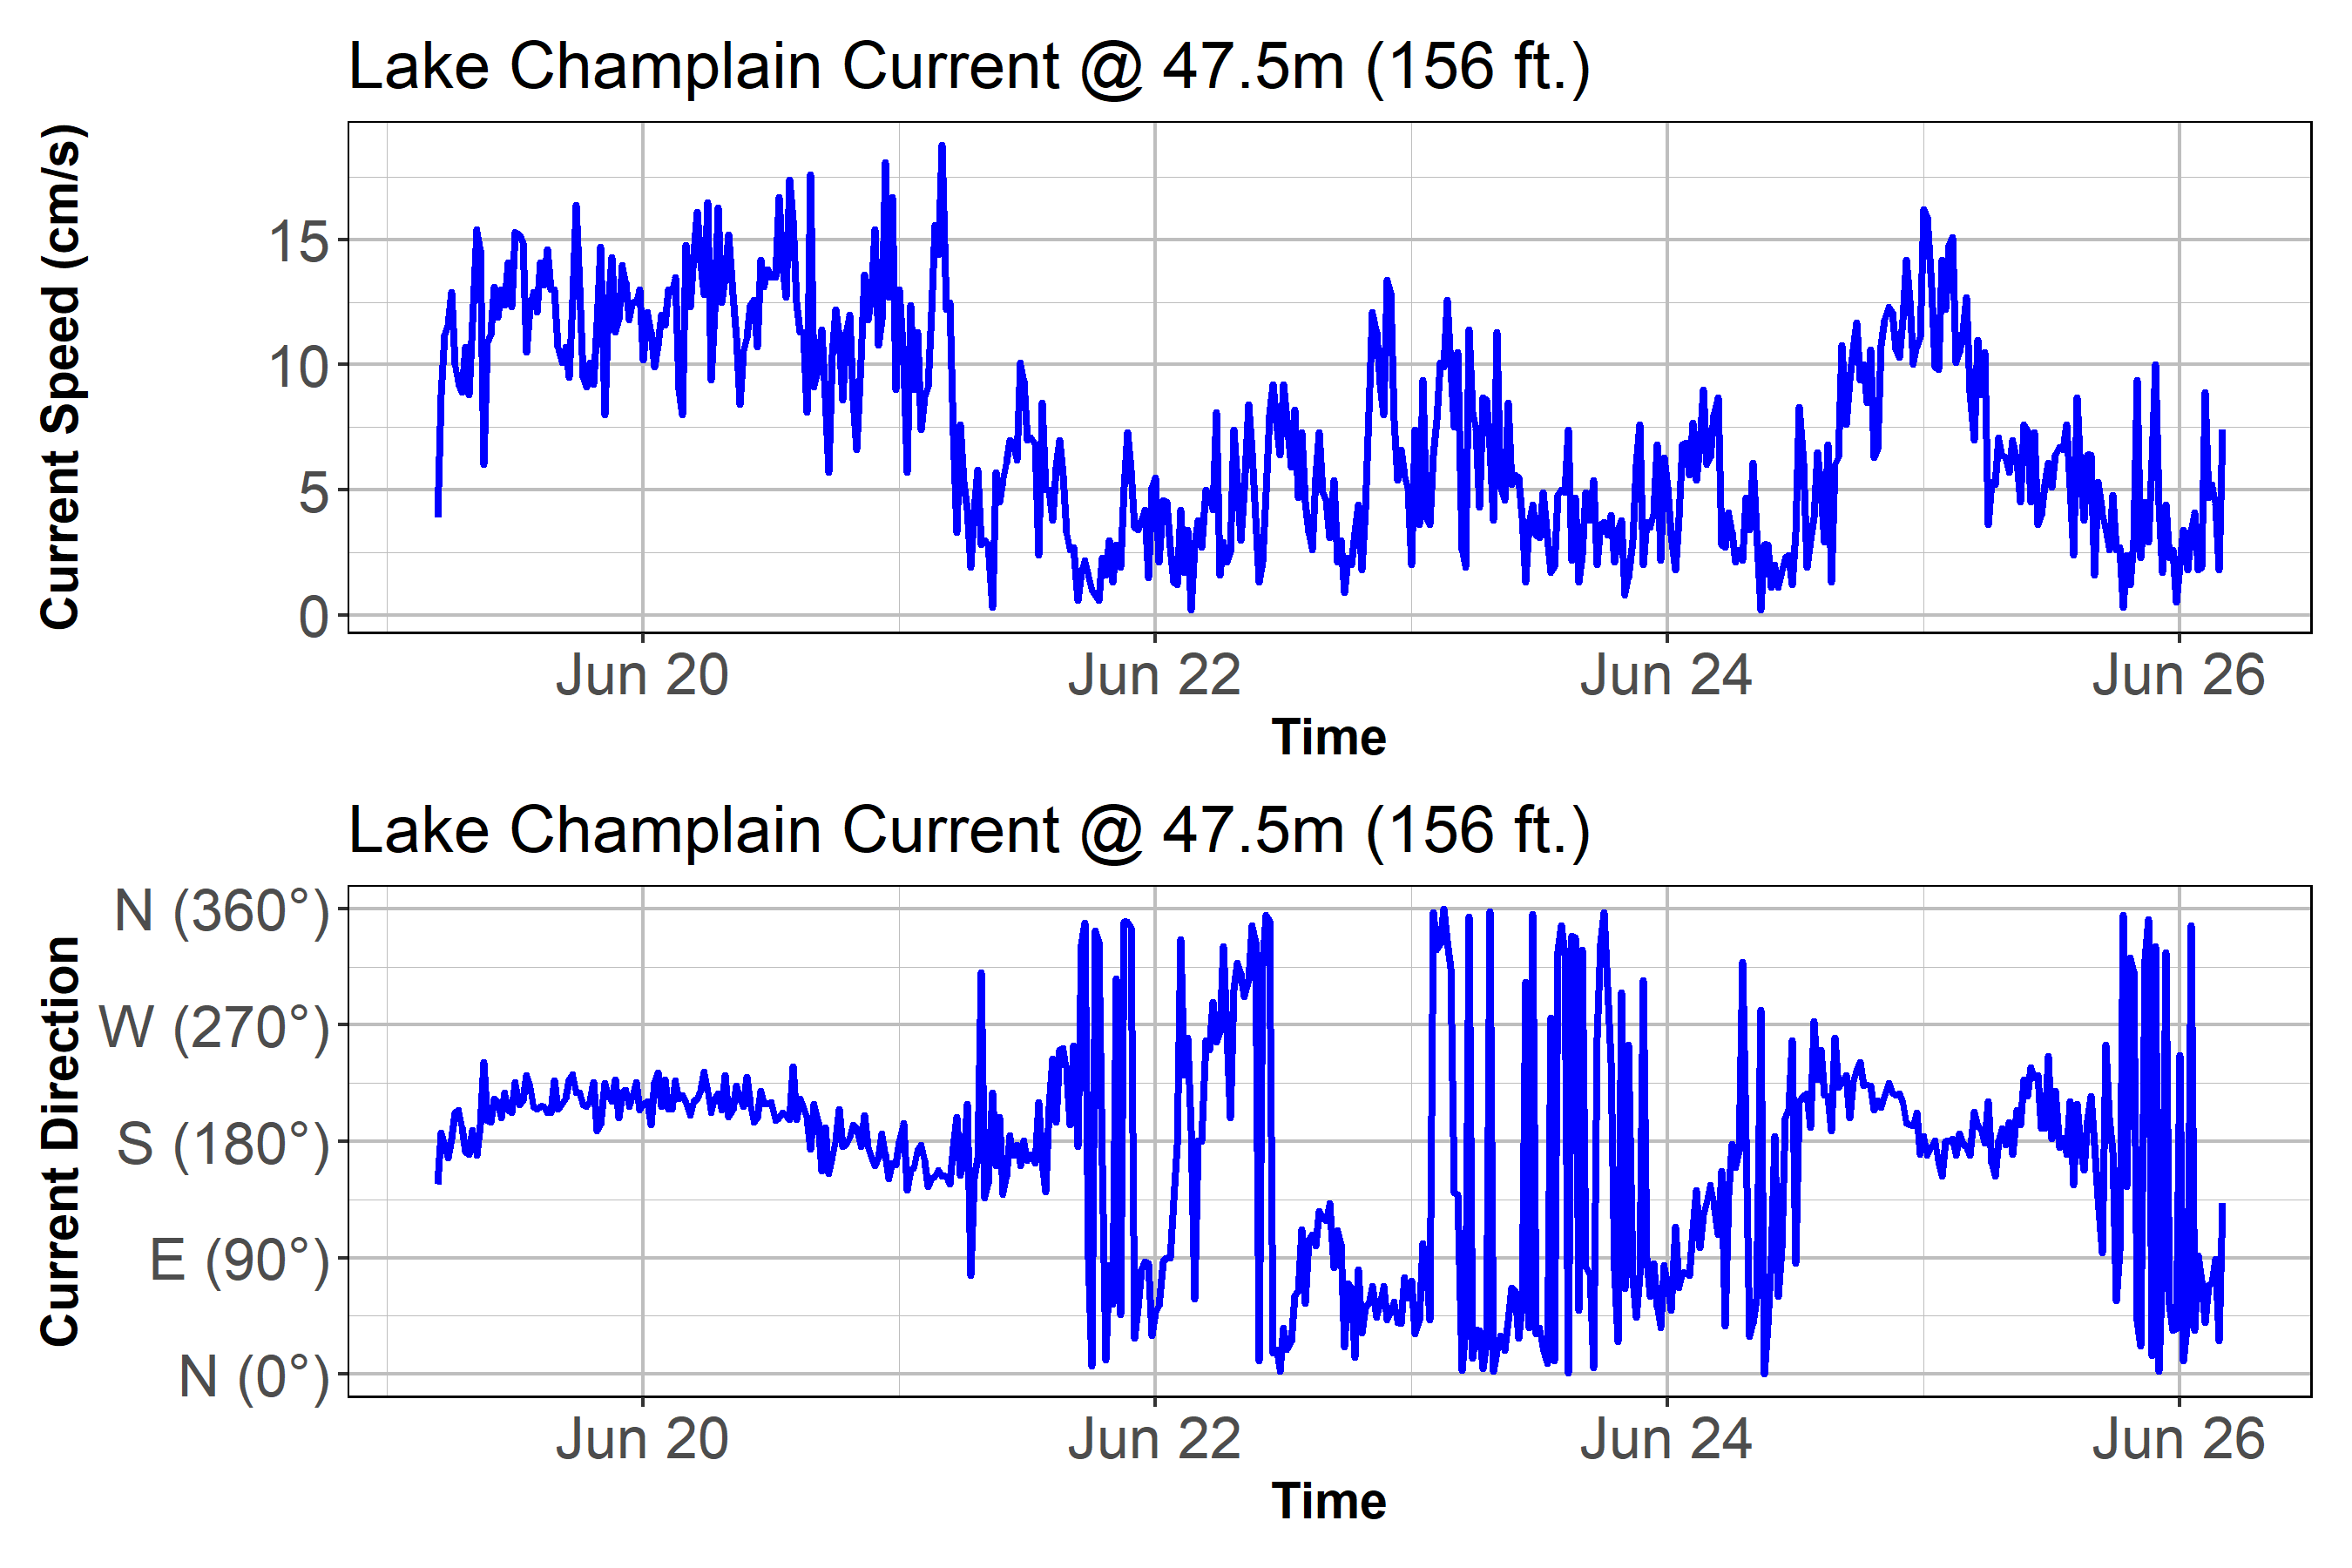 Lake Champlain Current @ 47.5m (156 ft.)
Current Speed (cm/s)
15
10
5
0
Jun 20 Jun 22 Jun 24 Jun 26
Time
Lake Champlain Current @ 47.5m (156 ft.)
Current Direction
N (360°)
W (270°)
S (180°)
E (90°)
N (0°)
Jun 20 Jun 22 Jun 24 Jun 26
Time